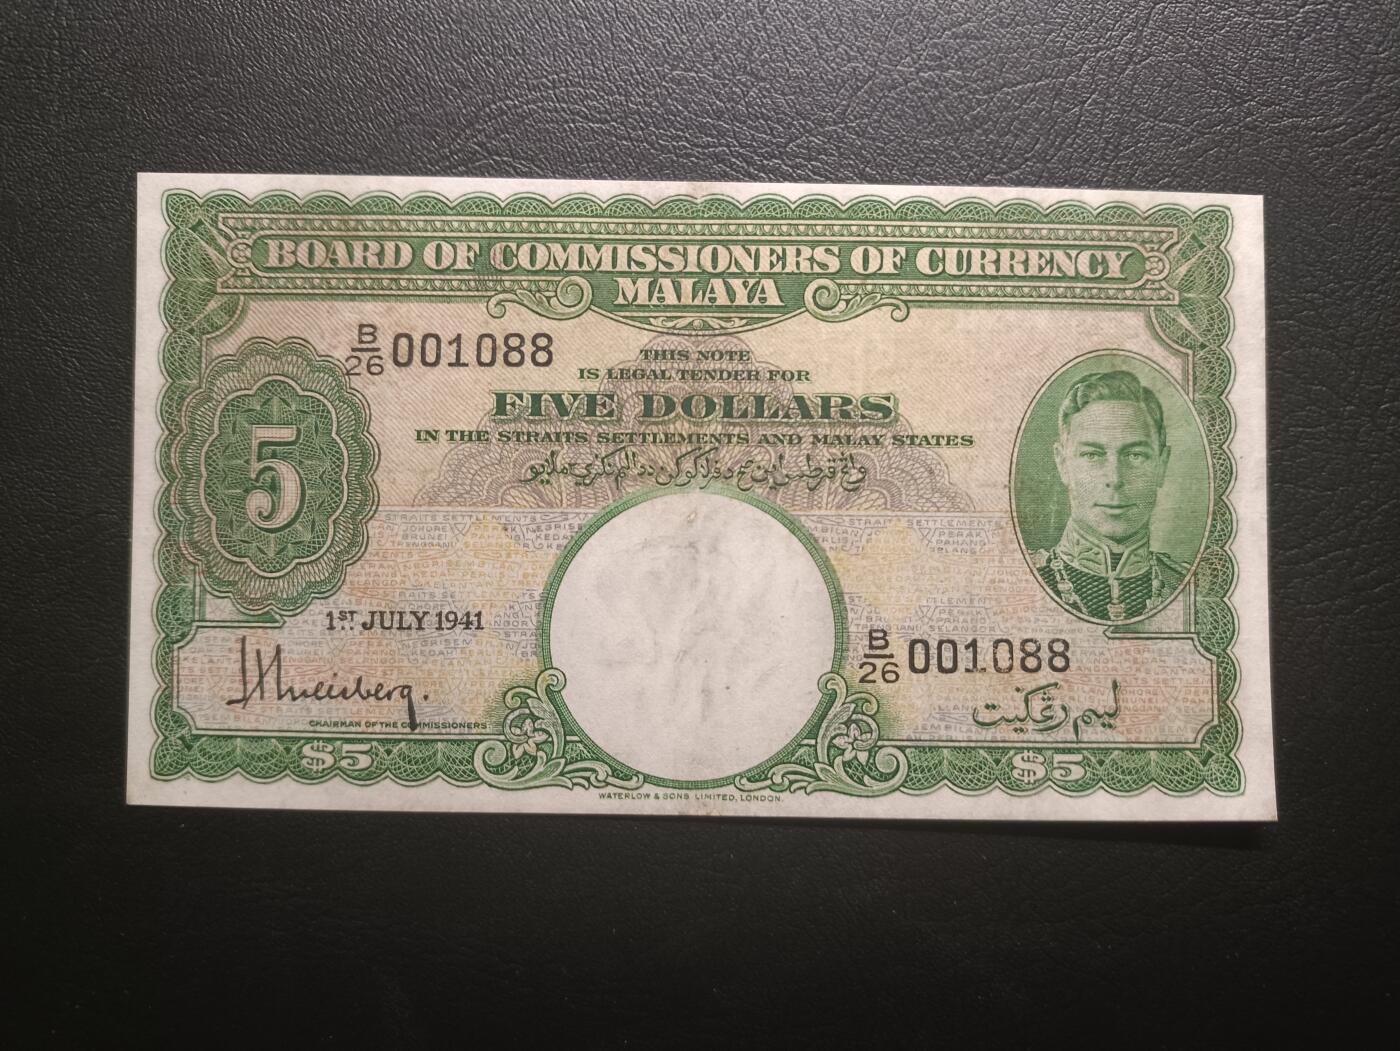 BOARD OF COMMISSIONERS OF CURRENCY
MALAYA
B/26 001088
THIS NOTE
IS LEGAL TENDER FOR
FIVE DOLLARS
IN THE STRAITS SETTLEMENTS AND MALAY STATES
5
1ST JULY 1941
B/26 001088
CHAIRMAN OF THE COMMISSIONERS
ليم رڠݢيت
$5
$5
WATERLOW & SONS LIMITED, LONDON.